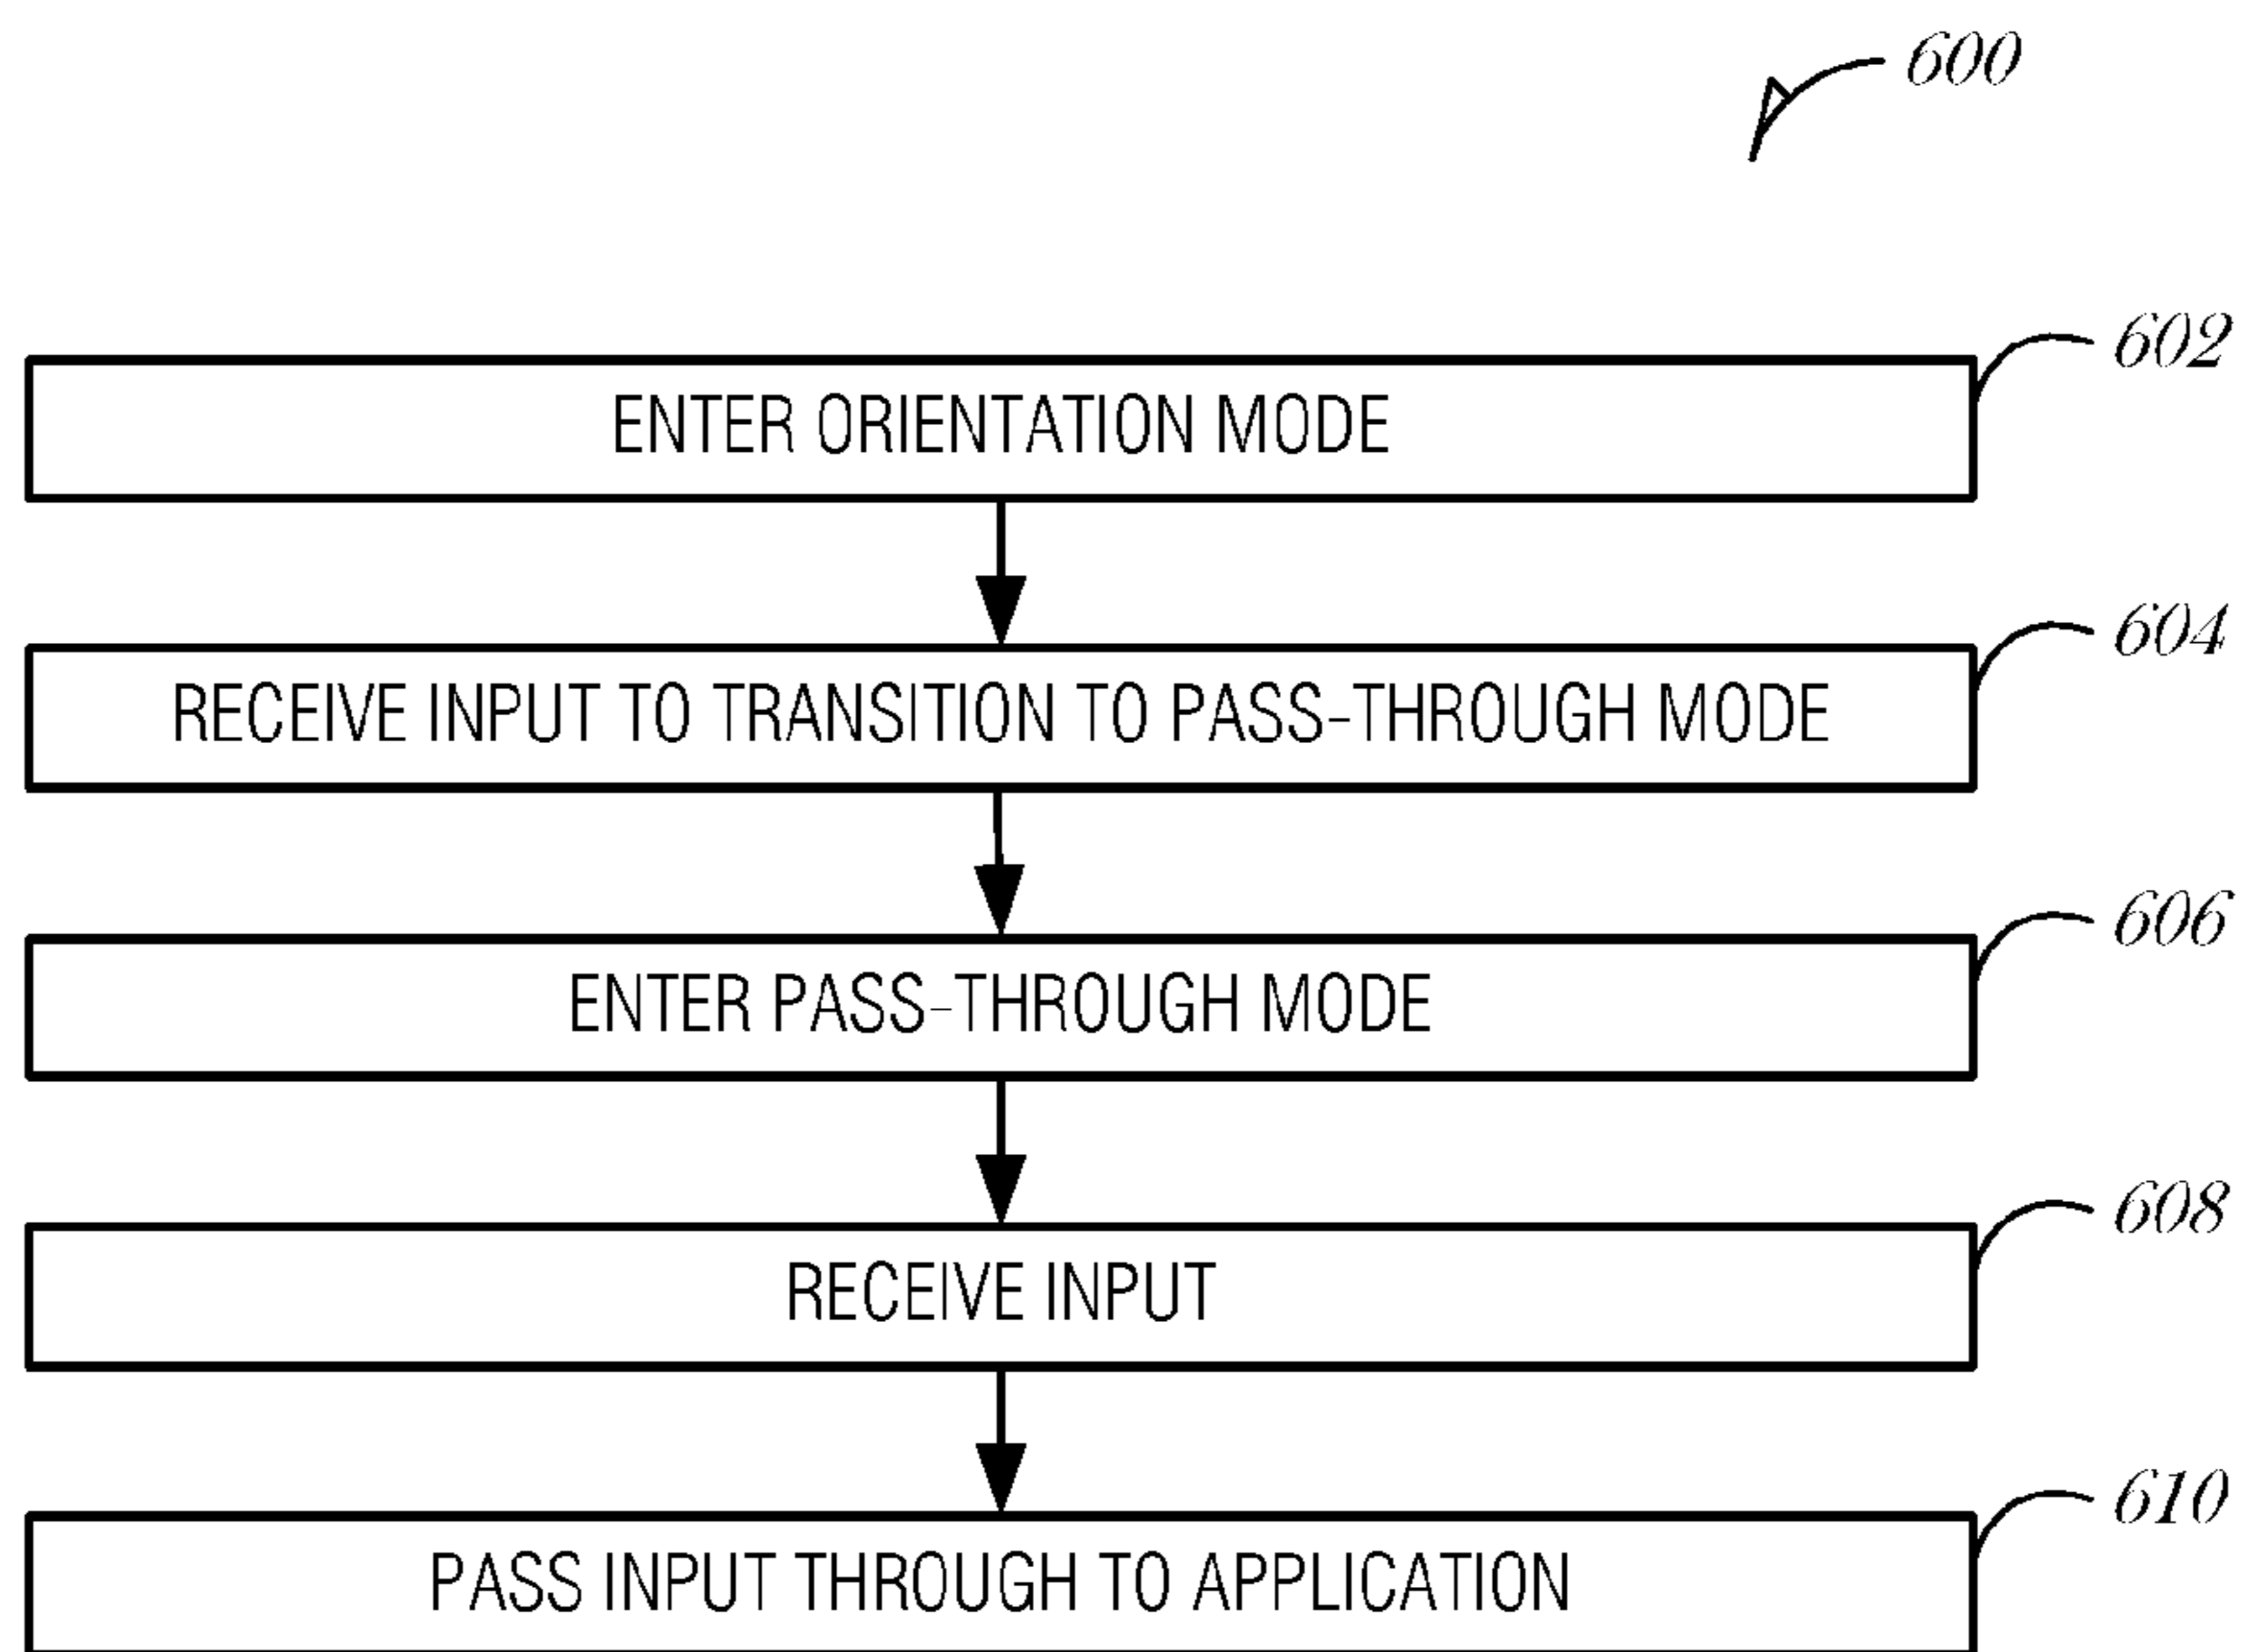 600
602
ENTER ORIENTATION MODE
604
RECEIVE INPUT TO TRANSITION TO PASS-THROUGH MODE
606
ENTER PASS-THROUGH MODE
608
RECEIVE INPUT
610
PASS INPUT THROUGH TO APPLICATION